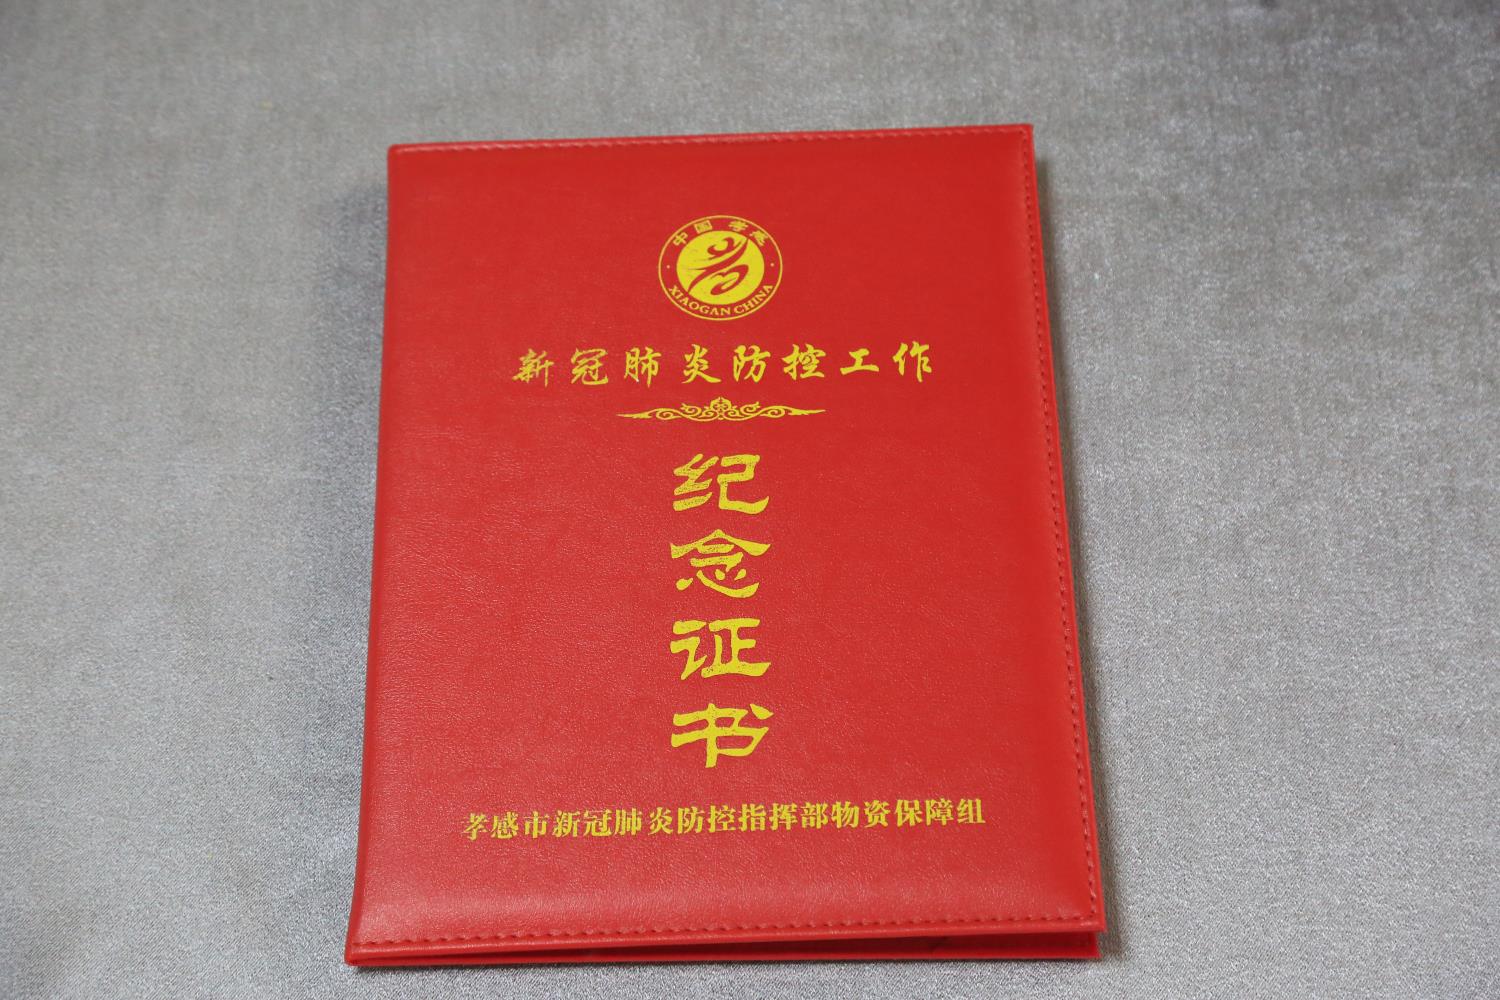 中国 孝感
XIAOGAN CHINA
新冠肺炎防控工作
纪念证书
孝感市新冠肺炎防控指挥部物资保障组